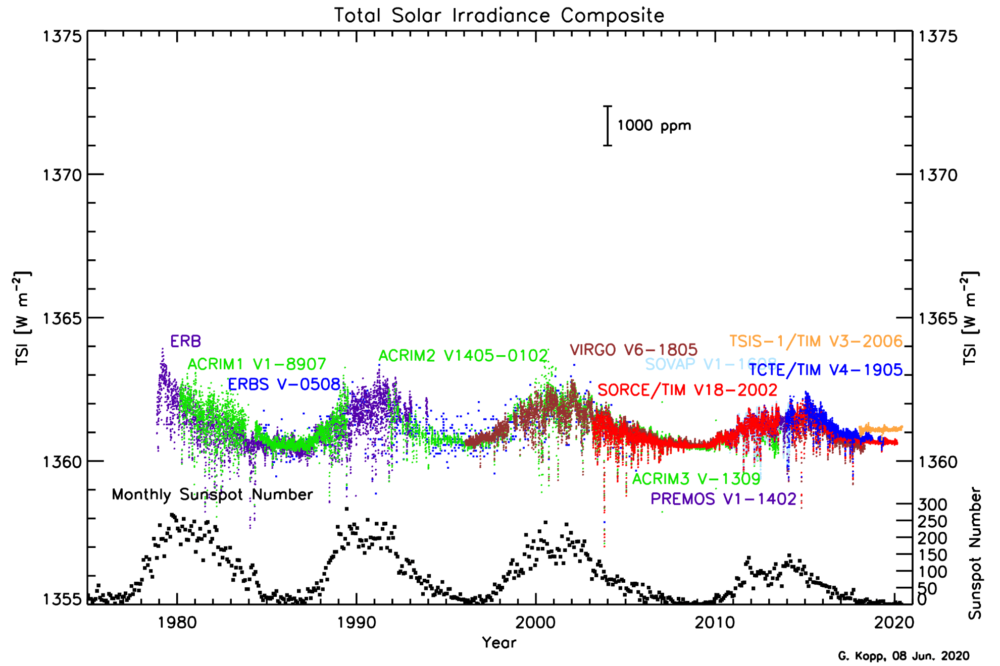 Total Solar Irradiance Composite
1375
1375
1000 ppm
1370
1370
TSI [W m⁻²]
TSI [W m⁻²]
1365
1365
ERB
TSIS-1/TIM V3-2006
VIRGO V6-1805
ACRIM2 V1405-0102
ACRIM1 V1-8907
SOVAP V1-1608
TCTE/TIM V4-1905
ERBS V-0508
SORCE/TIM V18-2002
1360
1360
ACRIM3 V-1309
Monthly Sunspot Number
PREMOS V1-1402
300
250
200
150
100
50
0
Sunspot Number
1355
1980
1990
2000
2010
2020
Year
G. Kopp, 08 Jun. 2020